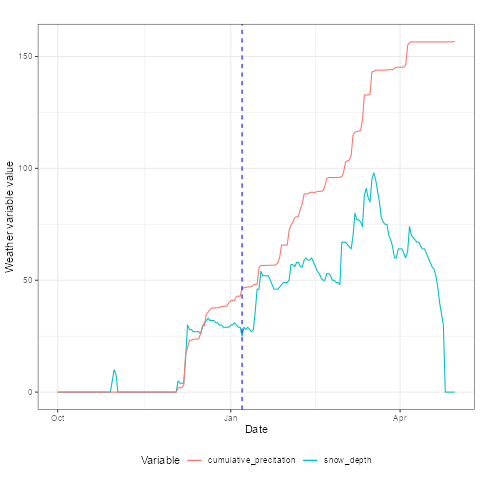 Weather variable value
150
100
50
0
Oct
Jan
Apr
Date
Variable
cumulative_precitation
snow_depth